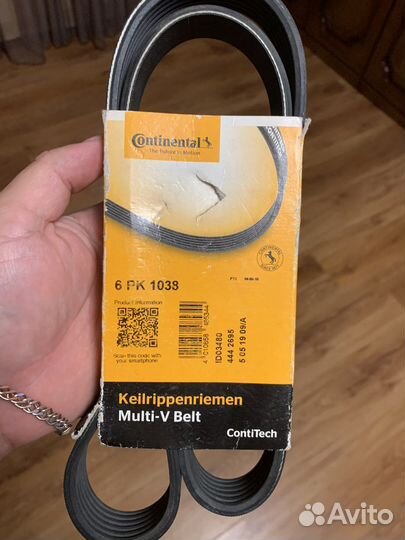 Continental
The Future in Motion
CONTINENTAL
6 PK 1038
Product information
Scan this code with
your smartphone
ID03480
444 2695
5 05 19 09/A
Keilrippenriemen
Multi-V Belt
ContiTech
Avito